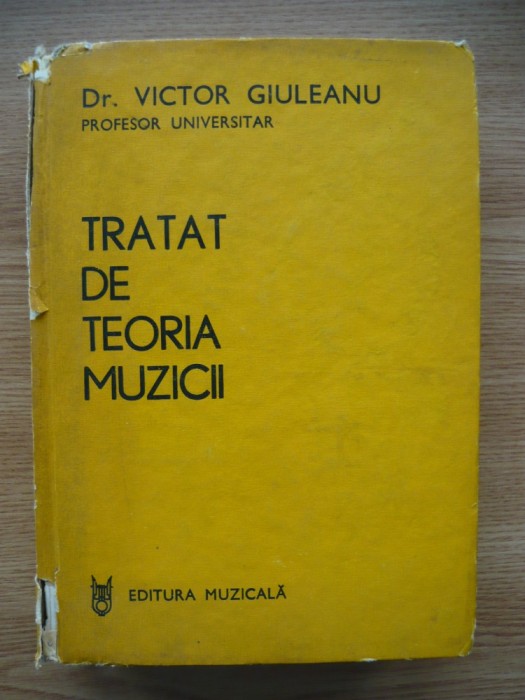 Dr. VICTOR GIULEANU
PROFESOR UNIVERSITAR
TRATAT
DE
TEORIA
MUZICII
EDITURA MUZICALĂ